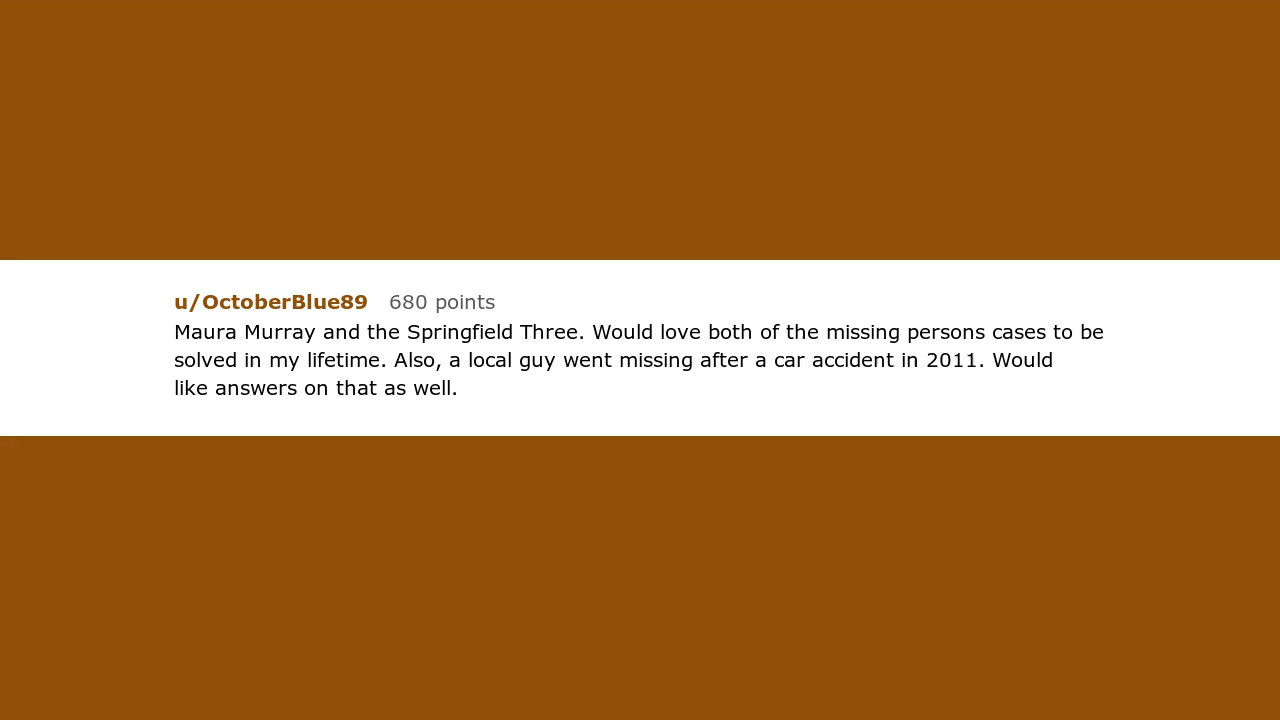 u/OctoberBlue89 680 points
Maura Murray and the Springfield Three. Would love both of the missing persons cases to be
solved in my lifetime. Also, a local guy went missing after a car accident in 2011. Would
like answers on that as well.